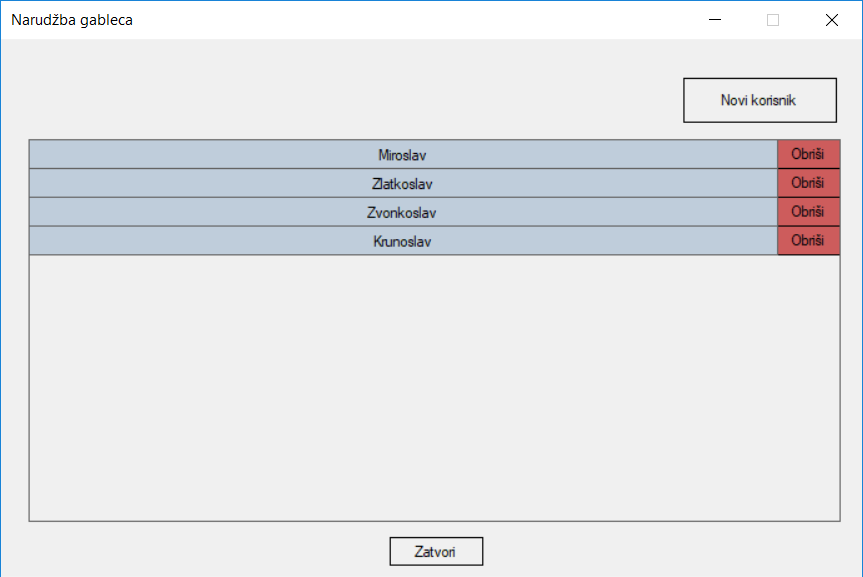 Narudžba gableca
Novi korisnik
Miroslav Obriši
Zlatkoslav Obriši
Zvonkoslav Obriši
Krunoslav Obriši
Zatvori